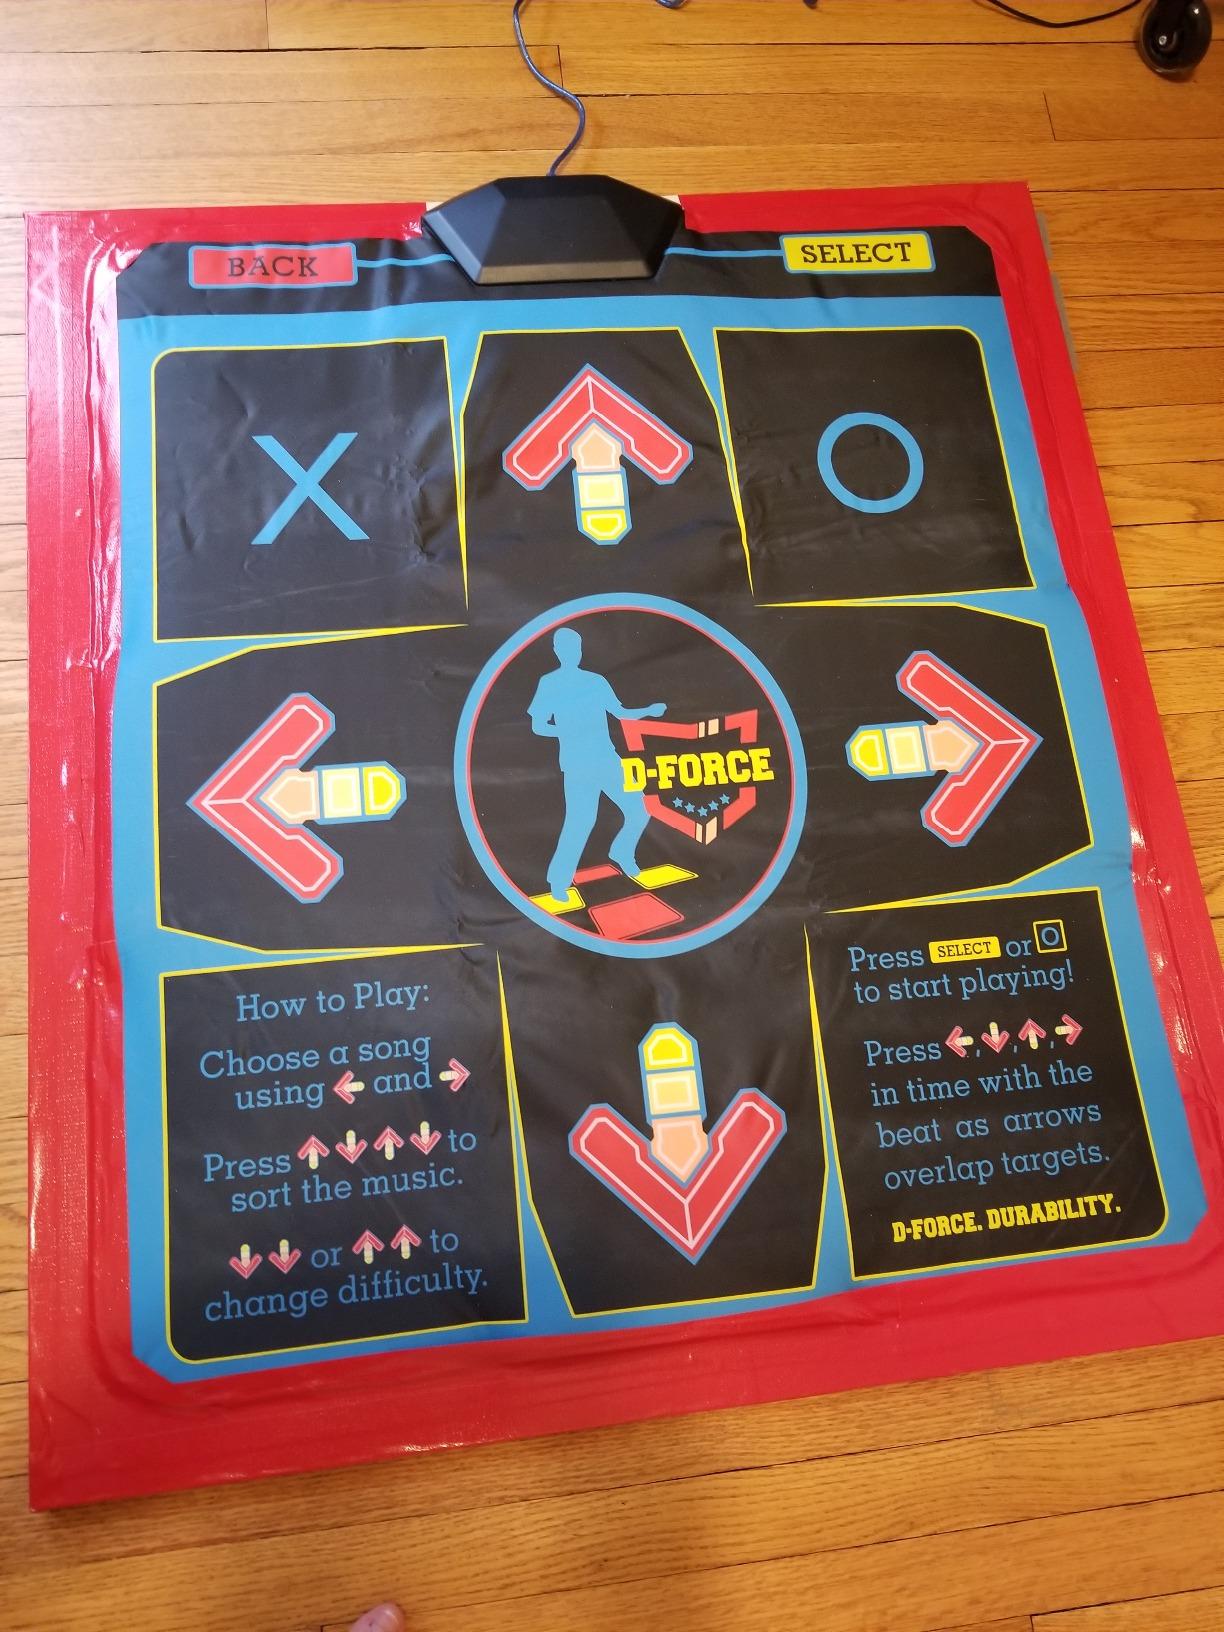 BACK
SELECT
X
O
D-FORCE
How to Play:
Choose a song
using ← and →
Press ↑ ↓ ↑ ↓ to
sort the music.
↓ ↓ or ↑ ↑ to
change difficulty.
Press SELECT or O
to start playing!
Press ←, ↓, ↑, →
in time with the
beat as arrows
overlap targets.
D-FORCE. DURABILITY.